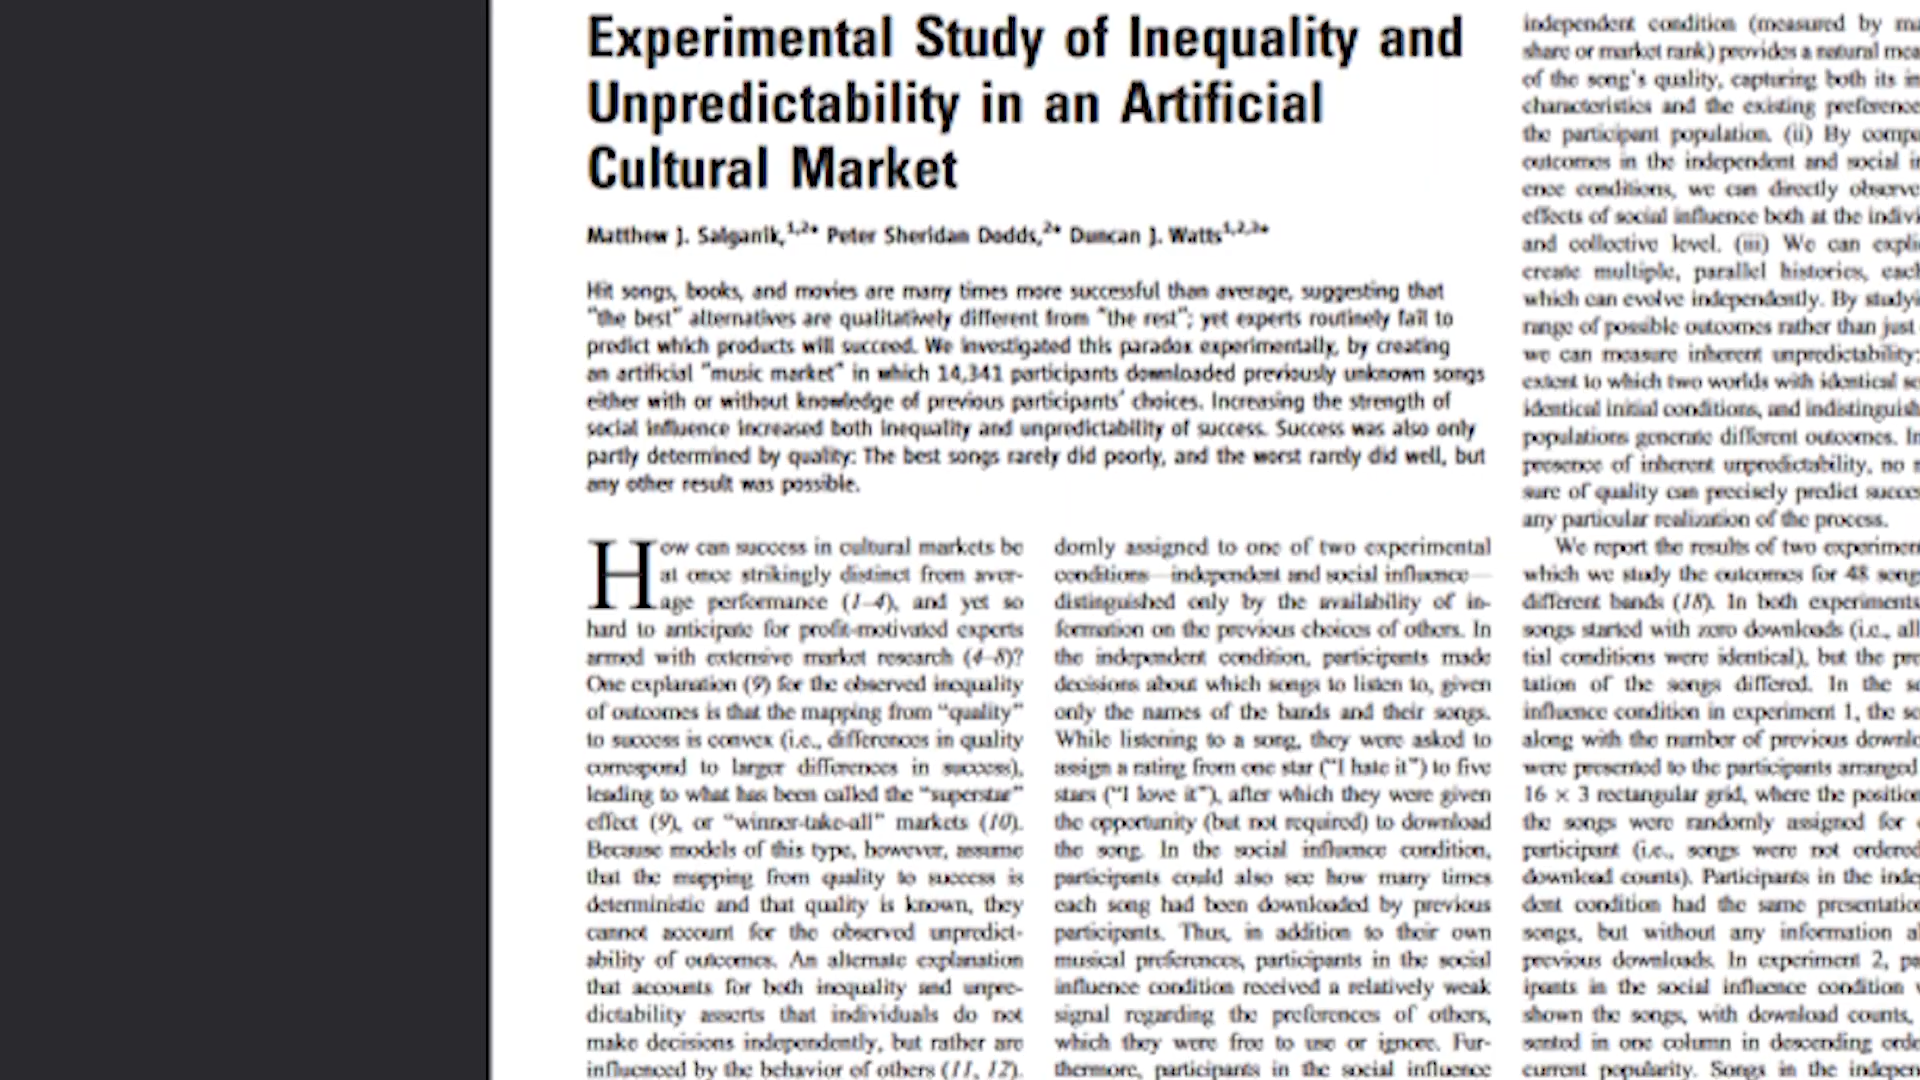 Experimental Study of Inequality and
Unpredictability in an Artificial
Cultural Market
Matthew J. Salganik,1,2* Peter Sheridan Dodds,2* Duncan J. Watts1,2,3*
Hit songs, books, and movies are many times more successful than average, suggesting that
"the best" alternatives are qualitatively different from "the rest"; yet experts routinely fail to
predict which products will succeed. We investigated this paradox experimentally, by creating
an artificial "music market" in which 14,341 participants downloaded previously unknown songs
either with or without knowledge of previous participants' choices. Increasing the strength of
social influence increased both inequality and unpredictability of success. Success was also only
partly determined by quality: The best songs rarely did poorly, and the worst rarely did well, but
any other result was possible.
How can success in cultural markets be
at once strikingly distinct from aver-
age performance (1–4), and yet so
hard to anticipate for profit-motivated experts
armed with extensive market research (4–8)?
One explanation (9) for the observed inequality
of outcomes is that the mapping from “quality”
to success is convex (i.e., differences in quality
correspond to larger differences in success),
leading to what has been called the “superstar”
effect (9), or “winner-take-all” markets (10).
Because models of this type, however, assume
that the mapping from quality to success is
deterministic and that quality is known, they
cannot account for the observed unpredict-
ability of outcomes. An alternate explanation
that accounts for both inequality and unpre-
dictability asserts that individuals do not
make decisions independently, but rather are
influenced by the behavior of others (11, 12).
domly assigned to one of two experimental
conditions—independent and social influence—
distinguished only by the availability of in-
formation on the previous choices of others. In
the independent condition, participants made
decisions about which songs to listen to, given
only the names of the bands and their songs.
While listening to a song, they were asked to
assign a rating from one star (“I hate it”) to five
stars (“I love it”), after which they were given
the opportunity (but not required) to download
the song. In the social influence condition,
participants could also see how many times
each song had been downloaded by previous
participants. Thus, in addition to their own
musical preferences, participants in the social
influence condition received a relatively weak
signal regarding the preferences of others,
which they were free to use or ignore. Fur-
thermore, participants in the social influence
independent condition (measured by ma
share or market rank) provides a natural mea
of the song's quality, capturing both its in
characteristics and the existing preference
the participant population. (ii) By compa
outcomes in the independent and social in
ence conditions, we can directly observe
effects of social influence both at the indivi
and collective level. (iii) We can explic
create multiple, parallel histories, each
which can evolve independently. By studyi
range of possible outcomes rather than just
we can measure inherent unpredictability:
extent to which two worlds with identical so
identical initial conditions, and indistinguish
populations generate different outcomes. In
presence of inherent unpredictability, no m
sure of quality can precisely predict succes
any particular realization of the process.
We report the results of two experimen
which we study the outcomes for 48 song
different bands (18). In both experiments
songs started with zero downloads (i.e., all
tial conditions were identical), but the pre
tation of the songs differed. In the so
influence condition in experiment 1, the so
along with the number of previous downlo
were presented to the participants arranged
16 × 3 rectangular grid, where the position
the songs were randomly assigned for
participant (i.e., songs were not ordered
download counts). Participants in the inde
dent condition had the same presentatio
songs, but without any information a
previous downloads. In experiment 2, pa
ipants in the social influence condition
shown the songs, with download counts,
sented in one column in descending orde
current popularity. Songs in the indepen